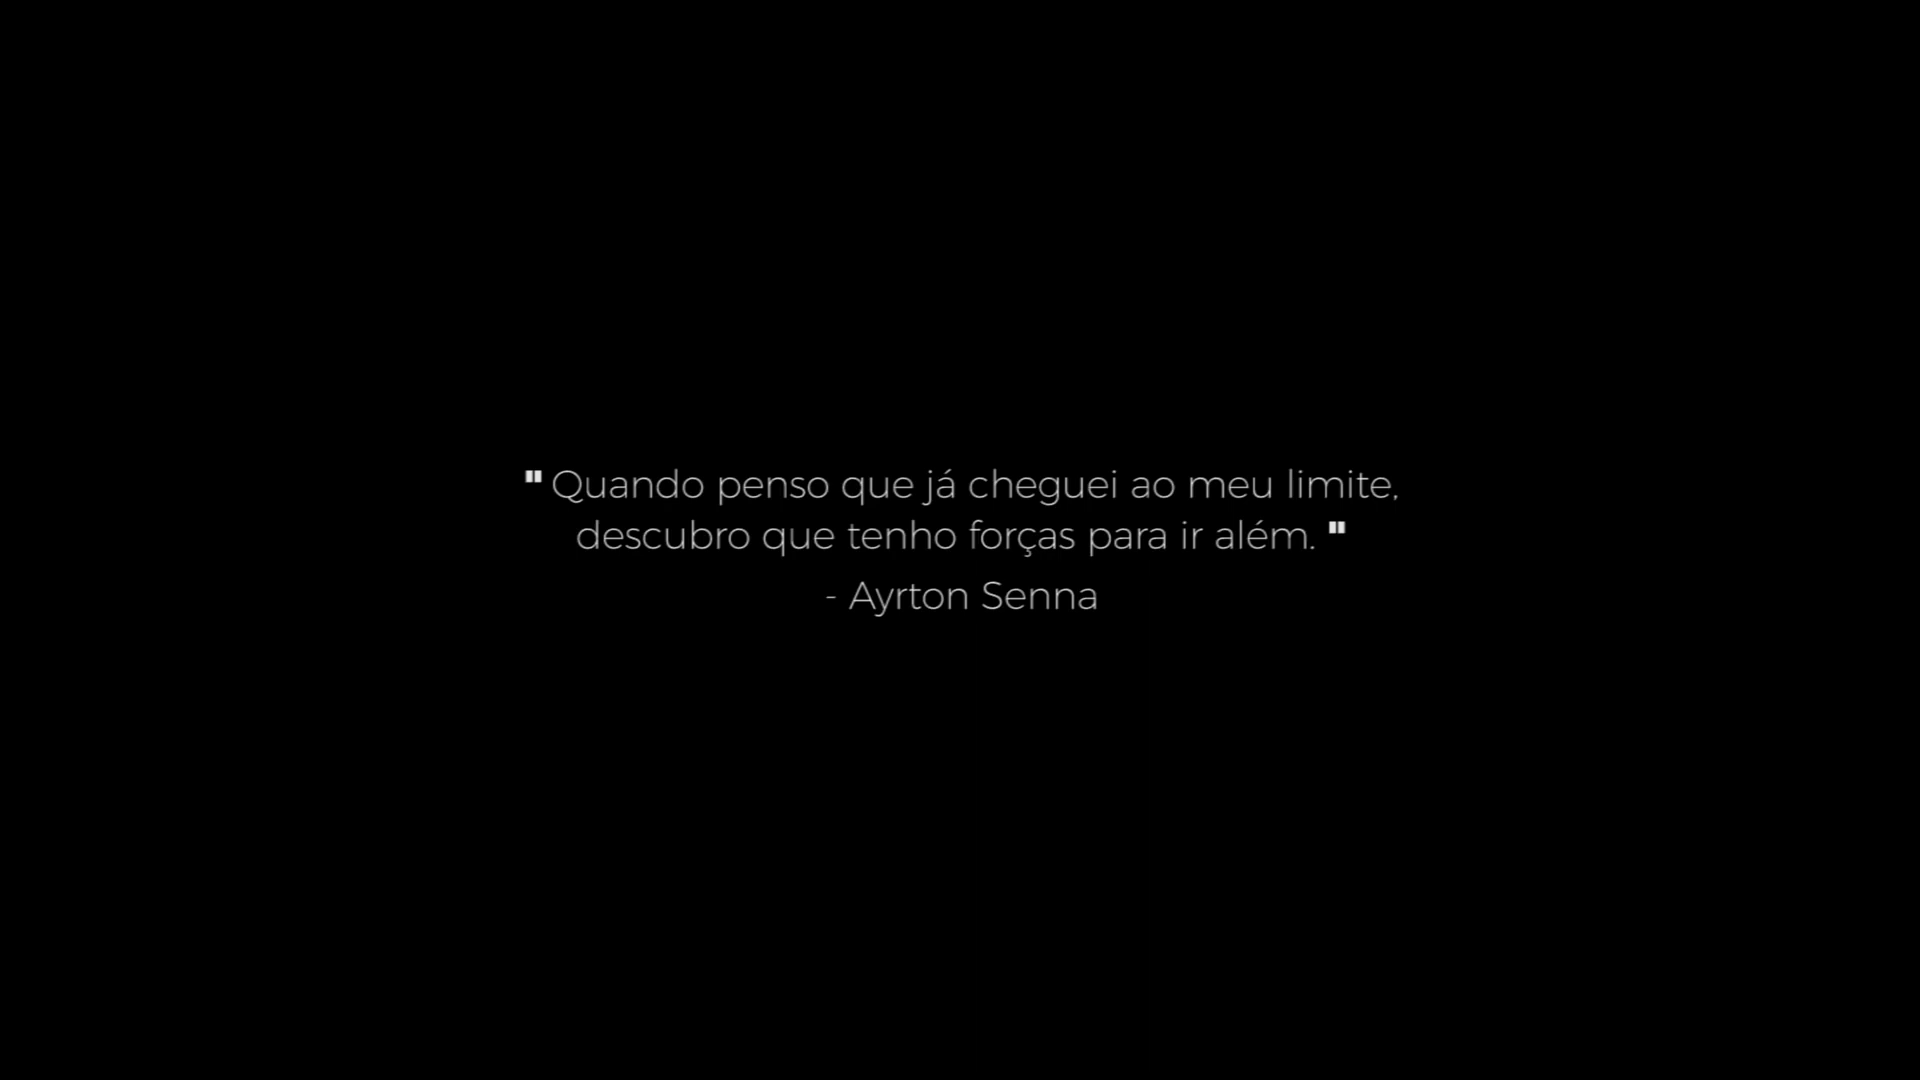 " Quando penso que já cheguei ao meu limite,
descubro que tenho forças para ir além. "
- Ayrton Senna